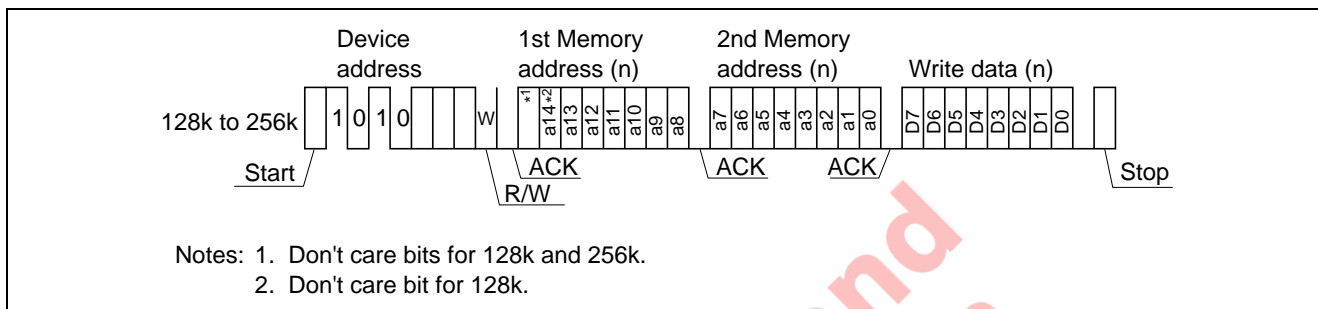 Device address
1st Memory address (n)
2nd Memory address (n)
Write data (n)
128k to 256k
1 0 1 0
W
*1
a14*2
a13
a12
a11
a10
a9
a8
a7
a6
a5
a4
a3
a2
a1
a0
D7
D6
D5
D4
D3
D2
D1
D0
Start
ACK
R/W
ACK
ACK
Stop
Notes: 1. Don't care bits for 128k and 256k.
2. Don't care bit for 128k.